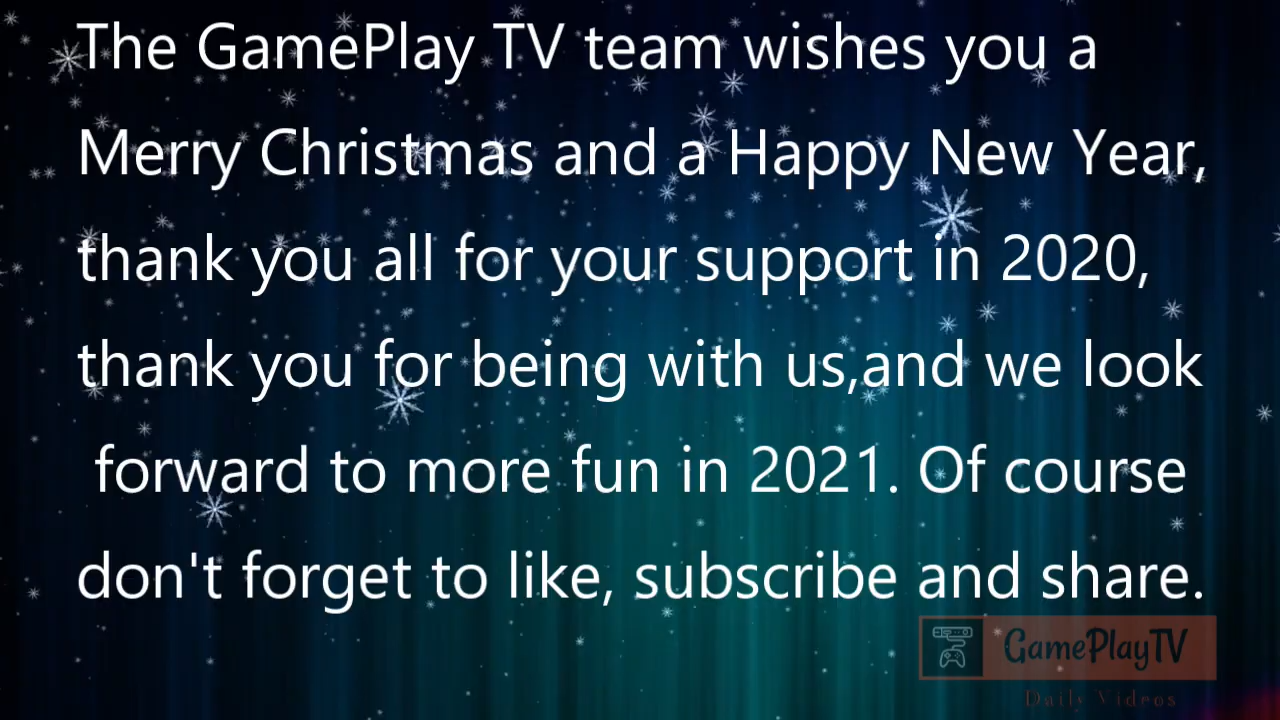 The GamePlay TV team wishes you a
Merry Christmas and a Happy New Year,
thank you all for your support in 2020,
thank you for being with us,and we look
forward to more fun in 2021. Of course
don't forget to like, subscribe and share.
GamePlayTV
Daily Videos